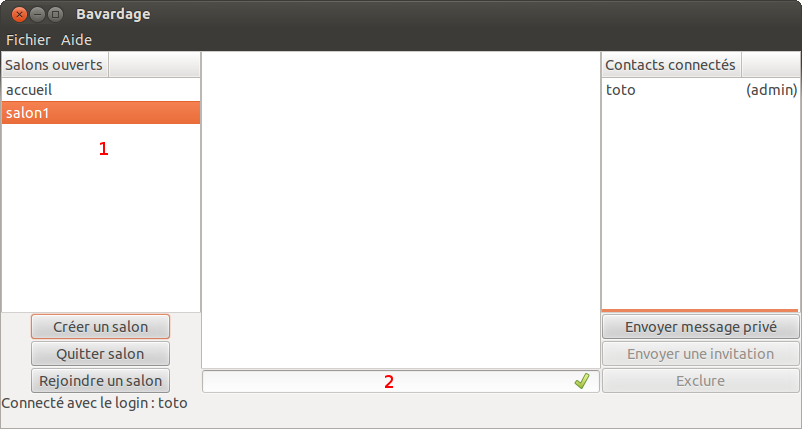 Bavardage
Fichier Aide
Salons ouverts
accueil
salon1
1
Créer un salon
Quitter salon
Rejoindre un salon
2
Contacts connectés
toto (admin)
Envoyer message privé
Envoyer une invitation
Exclure
Connecté avec le login : toto